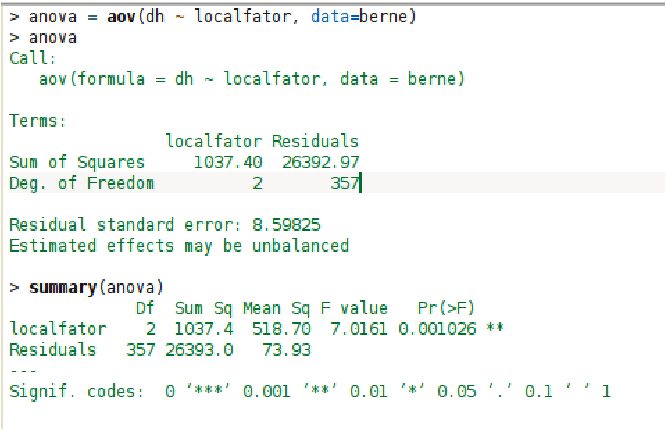 > anova = aov(dh ~ localfator, data=berne)
> anova
Call:
   aov(formula = dh ~ localfator, data = berne)
Terms:
                localfator Residuals
Sum of Squares     1037.40  26392.97
Deg. of Freedom          2       357
Residual standard error: 8.59825
Estimated effects may be unbalanced
> summary(anova)
             Df  Sum Sq Mean Sq F value   Pr(>F)
localfator    2  1037.4  518.70  7.0161 0.001026 **
Residuals   357 26393.0   73.93
---
Signif. codes:  0 ‘***’ 0.001 ‘**’ 0.01 ‘*’ 0.05 ‘.’ 0.1 ‘ ’ 1